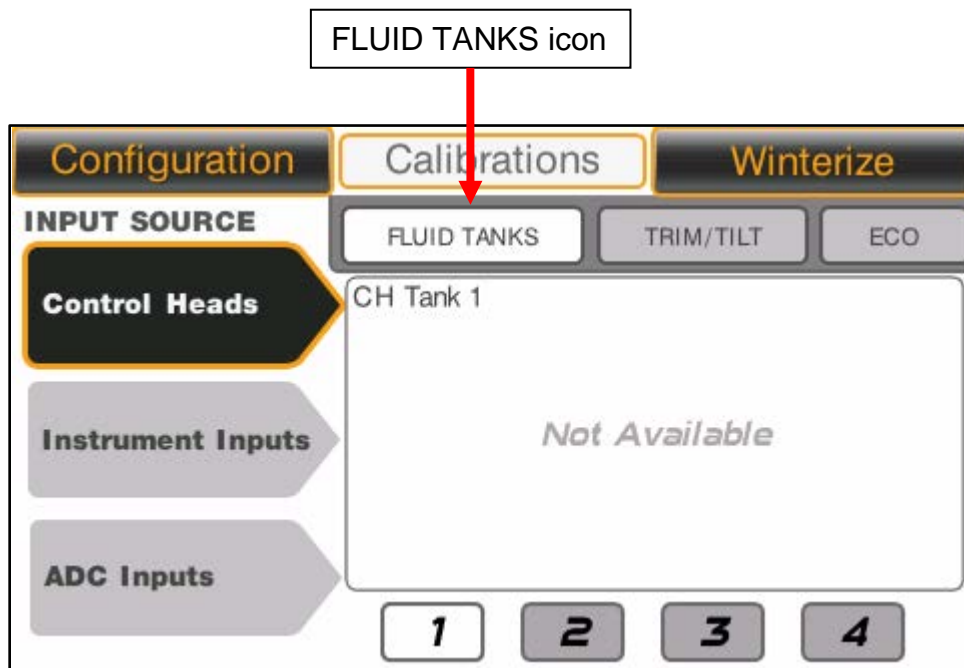 FLUID TANKS icon
Configuration Calibrations Winterize
INPUT SOURCE
FLUID TANKS TRIM/TILT ECO
Control Heads
CH Tank 1
Instrument Inputs
Not Available
ADC Inputs
1 2 3 4